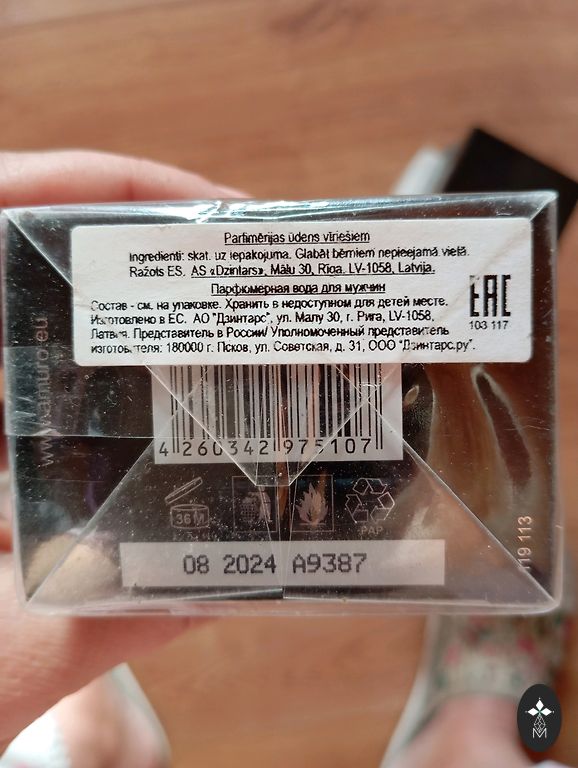 Parfimērijas ūdens vīriešiem
Ingredienti: skat. uz iepakojuma. Glabāt bērniem nepieejamā vietā.
Ražots ES. AS «Dzintars», Mālu 30, Rīga, LV-1058, Latvija.
Парфюмерная вода для мужчин
Состав - см. на упаковке. Хранить в недоступном для детей месте.
Изготовлено в ЕС. АО "Дзинтарс", ул. Малу 30, г. Рига, LV-1058,
Латвия. Представитель в России/ Уполномоченный представитель
изготовителя: 180000 г. Псков, ул. Советская, д. 31, ООО "Дзинтарс.ру".
EAC
103 117
www.kamuro.eu
4 260342 975107
36M
PAP
119 113
08 2024 A9387
M